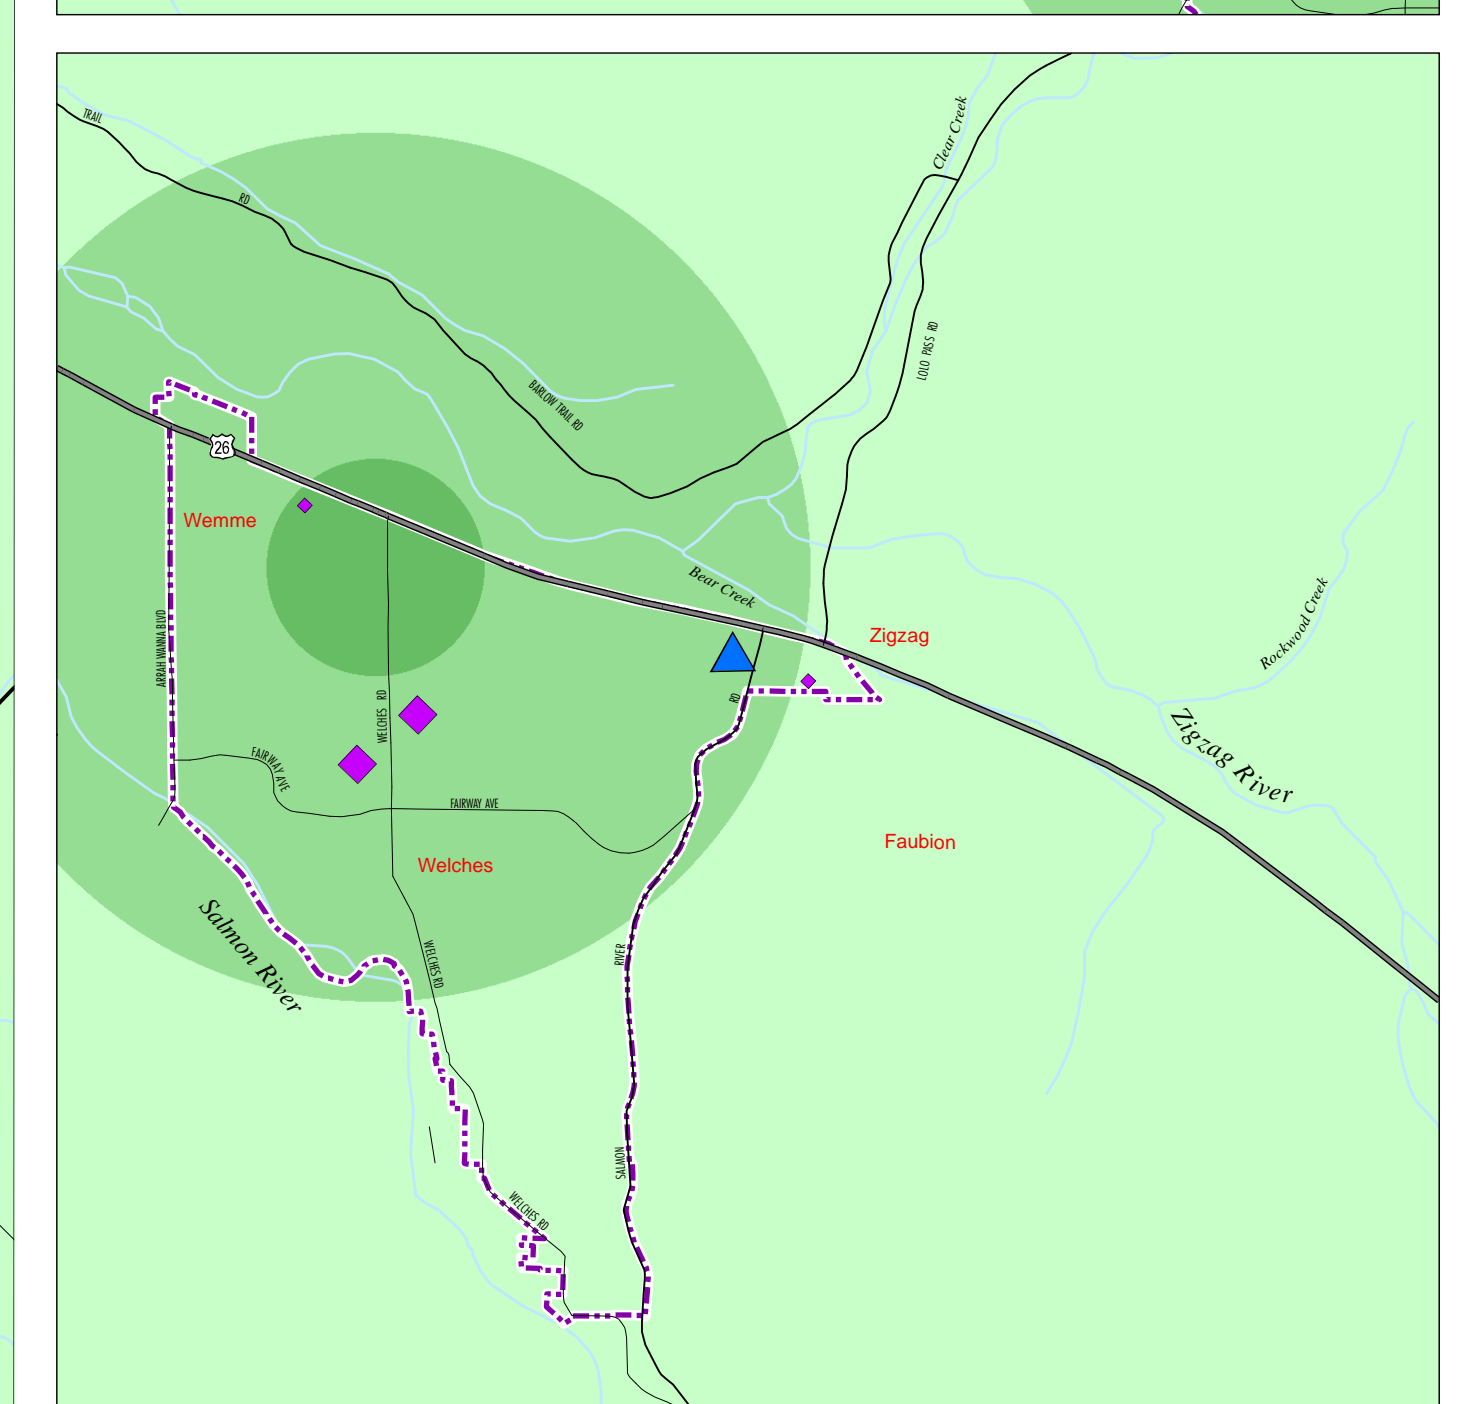 TRAIL
Clear Creek
RD
LOLO PASS RD
BARLOW TRAIL RD
26
Wemme
Bear Creek
Rockwood Creek
Zigzag
ARRAH WANNA BLVD
WELCHES RD
RD
Zigzag River
FAIRWAY AVE
FAIRWAY AVE
Faubion
Welches
Salmon River
WELCHES RD
RIVER
SALMON
WELCHES RD